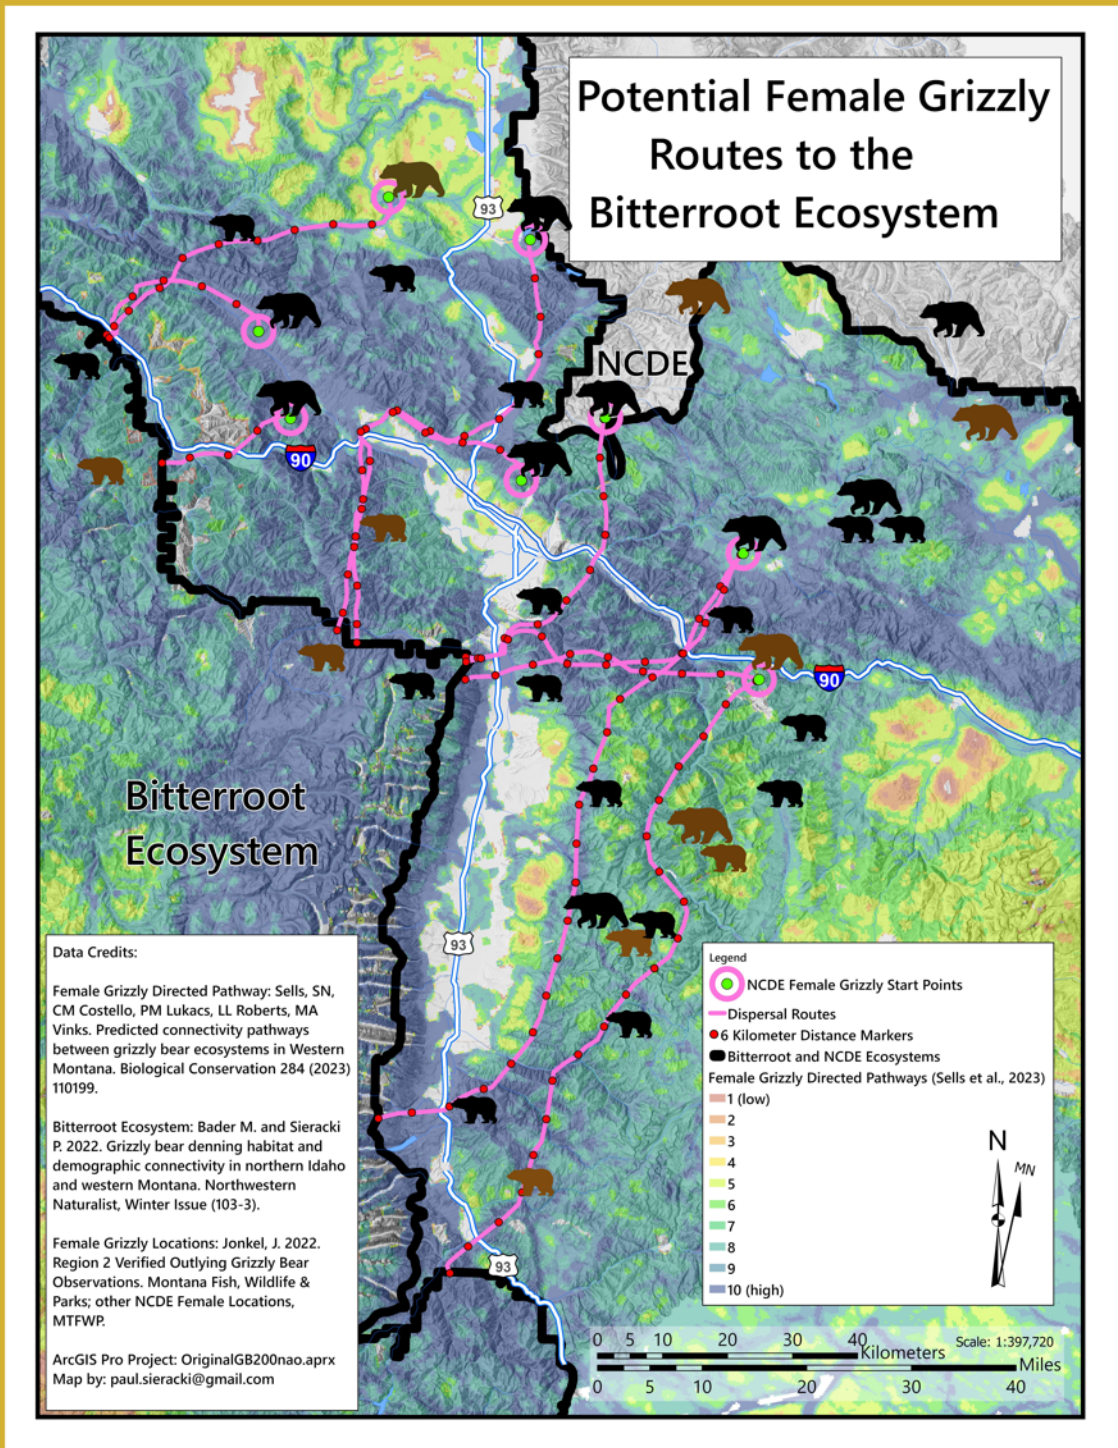 Potential Female Grizzly
Routes to the
Bitterroot Ecosystem
93
NCDE
90
90
Bitterroot
Ecosystem
93
93
Data Credits:
Female Grizzly Directed Pathway: Sells, SN,
CM Costello, PM Lukacs, LL Roberts, MA
Vinks. Predicted connectivity pathways
between grizzly bear ecosystems in Western
Montana. Biological Conservation 284 (2023)
110199.
Bitterroot Ecosystem: Bader M. and Sieracki
P. 2022. Grizzly bear denning habitat and
demographic connectivity in northern Idaho
and western Montana. Northwestern
Naturalist, Winter Issue (103-3).
Female Grizzly Locations: Jonkel, J. 2022.
Region 2 Verified Outlying Grizzly Bear
Observations. Montana Fish, Wildlife &
Parks; other NCDE Female Locations,
MTFWP.
ArcGIS Pro Project: OriginalGB200nao.aprx
Map by: paul.sieracki@gmail.com
Legend
NCDE Female Grizzly Start Points
Dispersal Routes
6 Kilometer Distance Markers
Bitterroot and NCDE Ecosystems
Female Grizzly Directed Pathways (Sells et al., 2023)
1 (low)
2
3
4
5
6
7
8
9
10 (high)
N
MN
0 5 10 20 30 40
Kilometers
Scale: 1:397,720
Miles
0 5 10 20 30 40